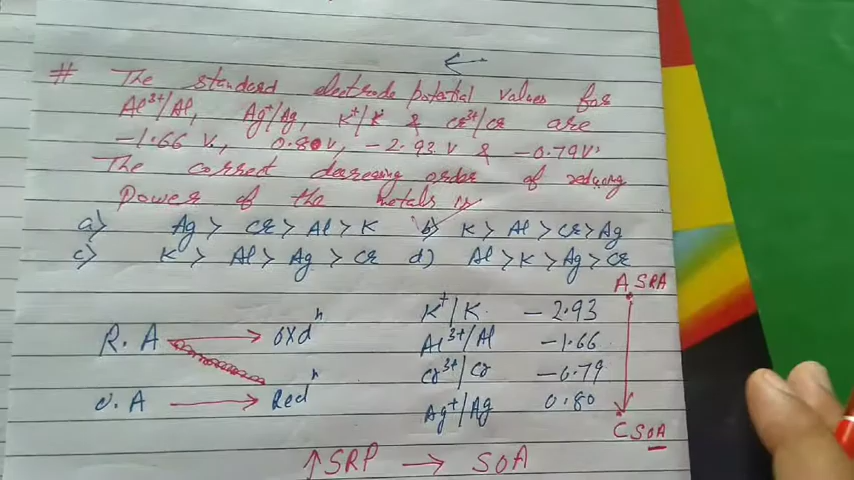 # The standard electrode potential values for
Al³⁺/Al, Ag⁺/Ag, K⁺/K & Cr³⁺/Cr are
-1.66 V, 0.80V, -2.93 V & -0.79V.
The correct decreasing order of reducing
Power of the metals is
a) Ag > Cr > Al > K b) K > Al > Cr > Ag
c) K > Al > Ag > Cr d) Al > K > Ag > Cr
A SRA
R.A → oxdⁿ K⁺/K -2.93
Al³⁺/Al -1.66
O.A → Redⁿ Cr³⁺/Cr -0.79
Ag⁺/Ag 0.80
C SOA
↑SRP → SOA